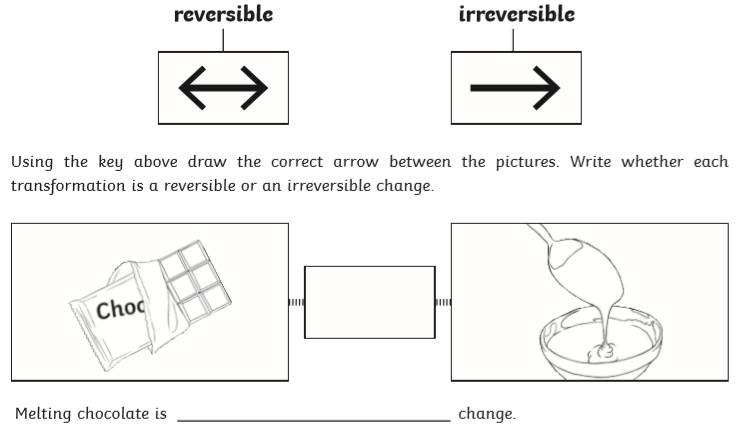 reversible
irreversible
Using the key above draw the correct arrow between the pictures. Write whether each
transformation is a reversible or an irreversible change.
Choc
Melting chocolate is ______________________________ change.